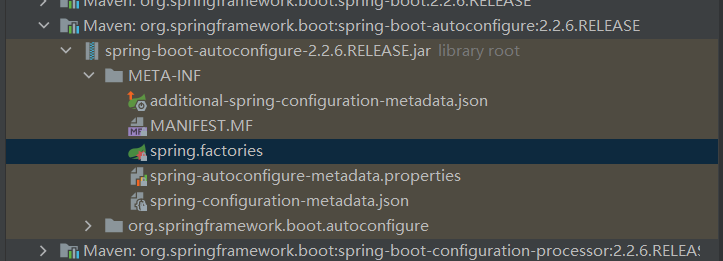 Maven: org.springframework.boot:spring-boot:2.2.6.RELEASE
Maven: org.springframework.boot:spring-boot-autoconfigure:2.2.6.RELEASE
spring-boot-autoconfigure-2.2.6.RELEASE.jar library root
META-INF
additional-spring-configuration-metadata.json
MF MANIFEST.MF
spring.factories
spring-autoconfigure-metadata.properties
spring-configuration-metadata.json
org.springframework.boot.autoconfigure
Maven: org.springframework.boot:spring-boot-configuration-processor:2.2.6.RELEA